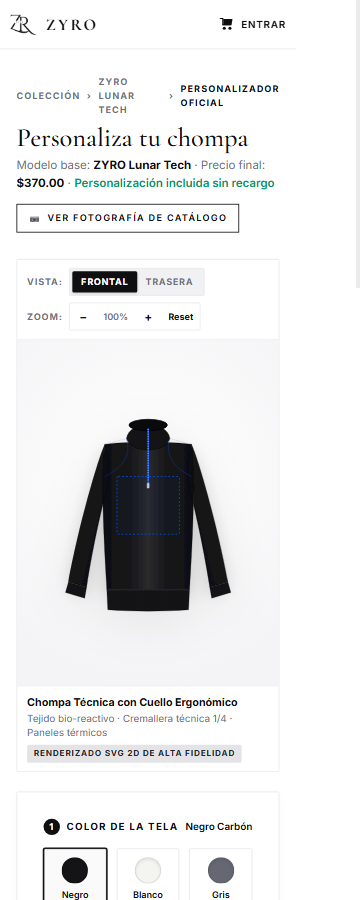 ZYRO
ENTRAR
COLECCIÓN › ZYRO LUNAR TECH › PERSONALIZADOR OFICIAL
Personaliza tu chompa
Modelo base: ZYRO Lunar Tech · Precio final:
$370.00 · Personalización incluida sin recargo
VER FOTOGRAFÍA DE CATÁLOGO
VISTA: FRONTAL TRASERA
ZOOM: − 100% + Reset
Chompa Técnica con Cuello Ergonómico
Tejido bio-reactivo · Cremallera técnica 1/4 ·
Paneles térmicos
RENDERIZADO SVG 2D DE ALTA FIDELIDAD
1 COLOR DE LA TELA Negro Carbón
Negro Blanco Gris